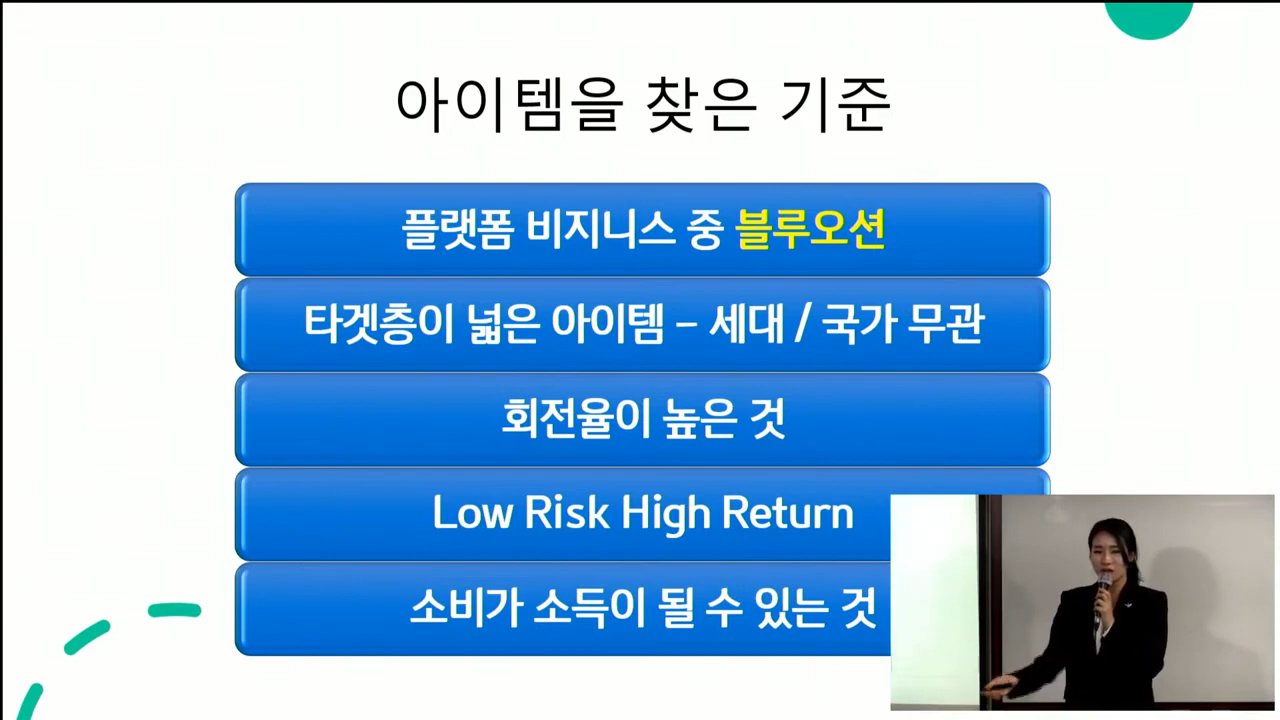 아이템을 찾은 기준
플랫폼 비지니스 중 블루오션
타겟층이 넓은 아이템 – 세대 / 국가 무관
회전율이 높은 것
Low Risk High Return
소비가 소득이 될 수 있는 것